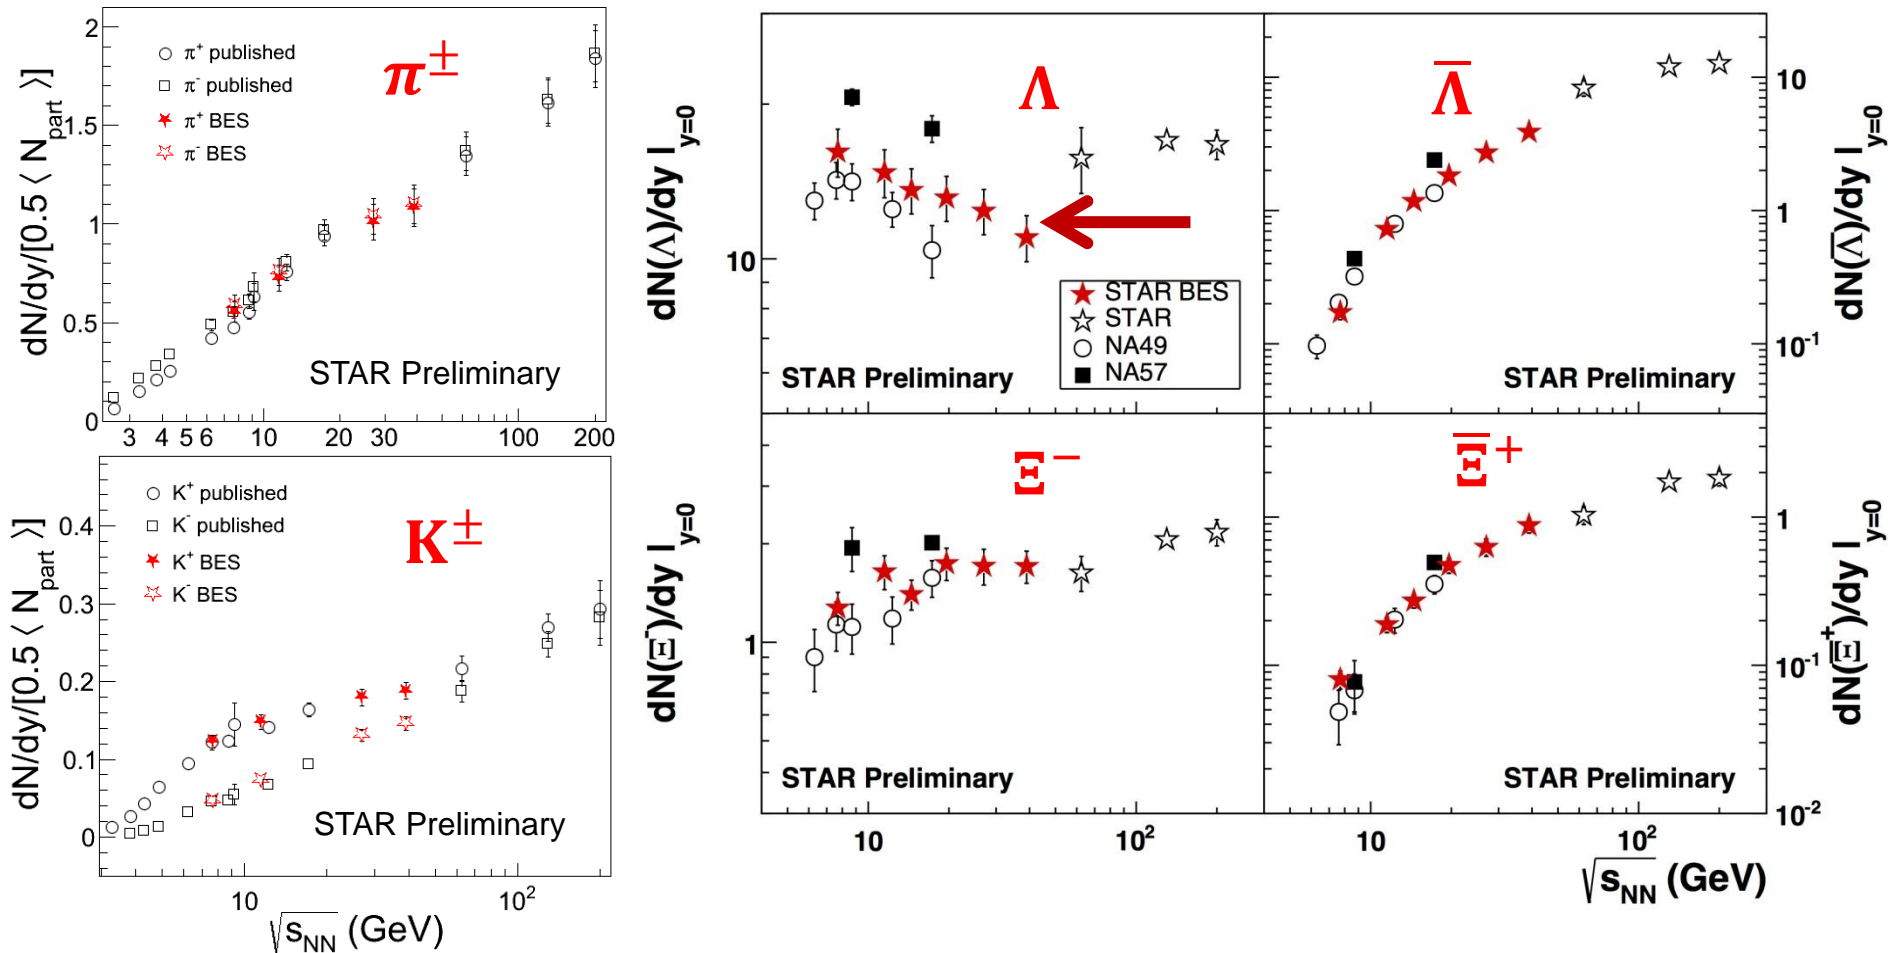 dN/dy/[0.5 ⟨ N_part ⟩]
2
1.5
1
0.5
0
π⁺ published
π⁻ published
π⁺ BES
π⁻ BES
π±
STAR Preliminary
3 4 5 6 10 20 30 100 200
dN/dy/[0.5 ⟨ N_part ⟩]
0.4
0.3
0.2
0.1
0
K⁺ published
K⁻ published
K⁺ BES
K⁻ BES
K±
STAR Preliminary
10 10²
√s_NN (GeV)
dN(Λ)/dy |y=0
10
Λ
STAR BES
STAR
NA49
NA57
STAR Preliminary
Λ̅
10
1
10⁻¹
dN(Λ̅)/dy |y=0
STAR Preliminary
dN(Ξ⁻)/dy |y=0
1
Ξ⁻
STAR Preliminary
10 10²
Ξ̅⁺
1
10⁻¹
10⁻²
dN(Ξ̅⁺)/dy |y=0
STAR Preliminary
10 10²
√s_NN (GeV)